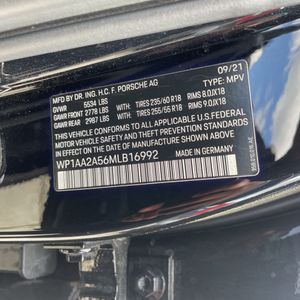 09/21
MFD BY DR. ING. H.C. F. PORSCHE AG
TYPE: MPV
GVWR 5534 LBS
GAWR FRONT 2778 LBS WITH TIRES 235/60 R18 RIMS 8.0JX18
GAWR REAR 2987 LBS WITH TIRES 255/55 R18 RIMS 9.0JX18
THIS VEHICLE CONFORMS TO ALL APPLICABLE U.S. FEDERAL
MOTOR VEHICLE SAFETY AND THEFT PREVENTION STANDARDS
IN EFFECT ON THE DATE OF MANUFACTURE SHOWN ABOVE.
WP1AA2A56MLB16992 MADE IN GERMANY